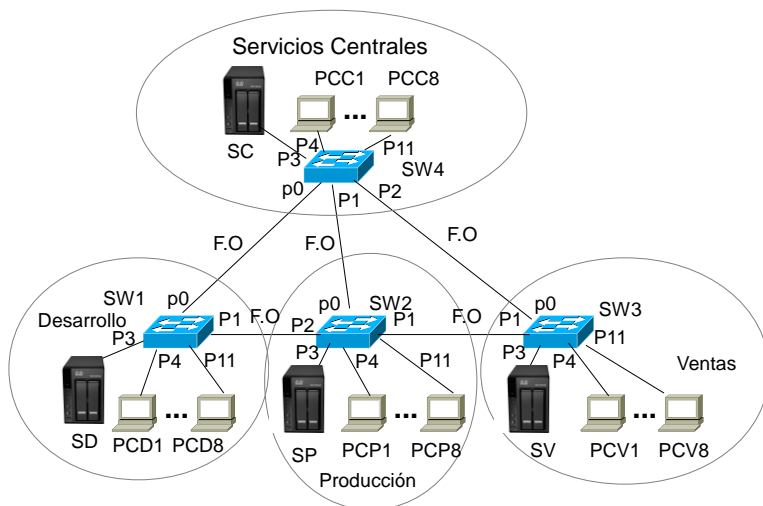 Servicios Centrales
PCC1 PCC8
...
SC
P3 P4 P11
SW4
p0 P1 P2
F.O F.O F.O
SW1 p0
Desarrollo
P3 P1
P4 P11
F.O
SD
PCD1 ... PCD8
p0 SW2
P2 P1
P3 P4 P11
F.O
SP
PCP1 ... PCP8
Producción
p0 SW3
P1 P11
P3 P4
Ventas
SV
PCV1 ... PCV8